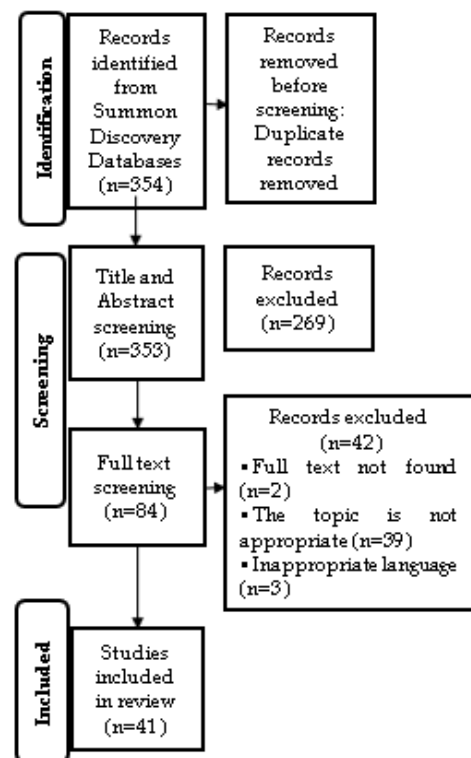 Identification
Records
identified
from
Summon
Discovery
Databases
(n=354)
Records
removed
before
screening:
Duplicate
records
removed
Screening
Title and
Abstract
screening
(n=353)
Records
excluded
(n=269)
Full text
screening
(n=84)
Records excluded
(n=42)
▪Full text not found
(n=2)
▪The topic is not
appropriate (n=39)
▪Inappropriate language
(n=3)
Included
Studies
included
in review
(n=41)